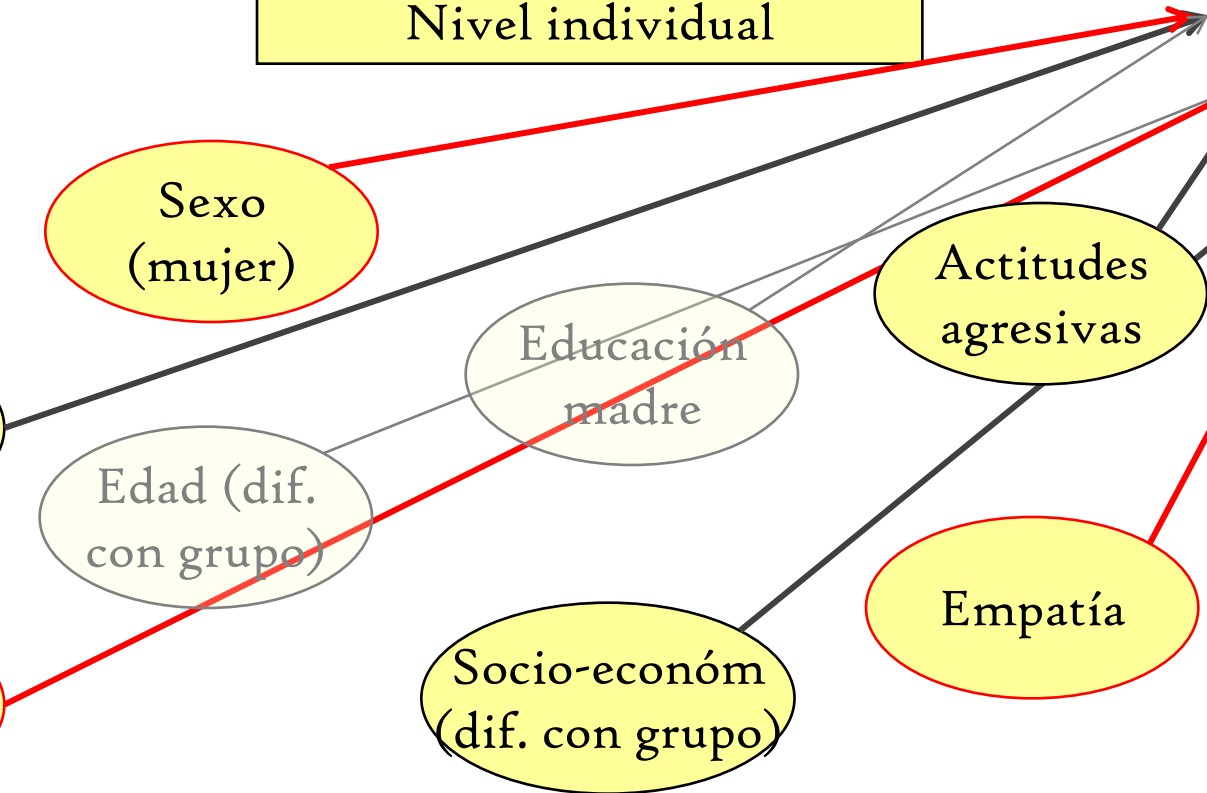 Nivel individual
Sexo
(mujer)
Actitudes
agresivas
Educación
madre
Edad (dif.
con grupo)
Empatía
Socio-económ
(dif. con grupo)